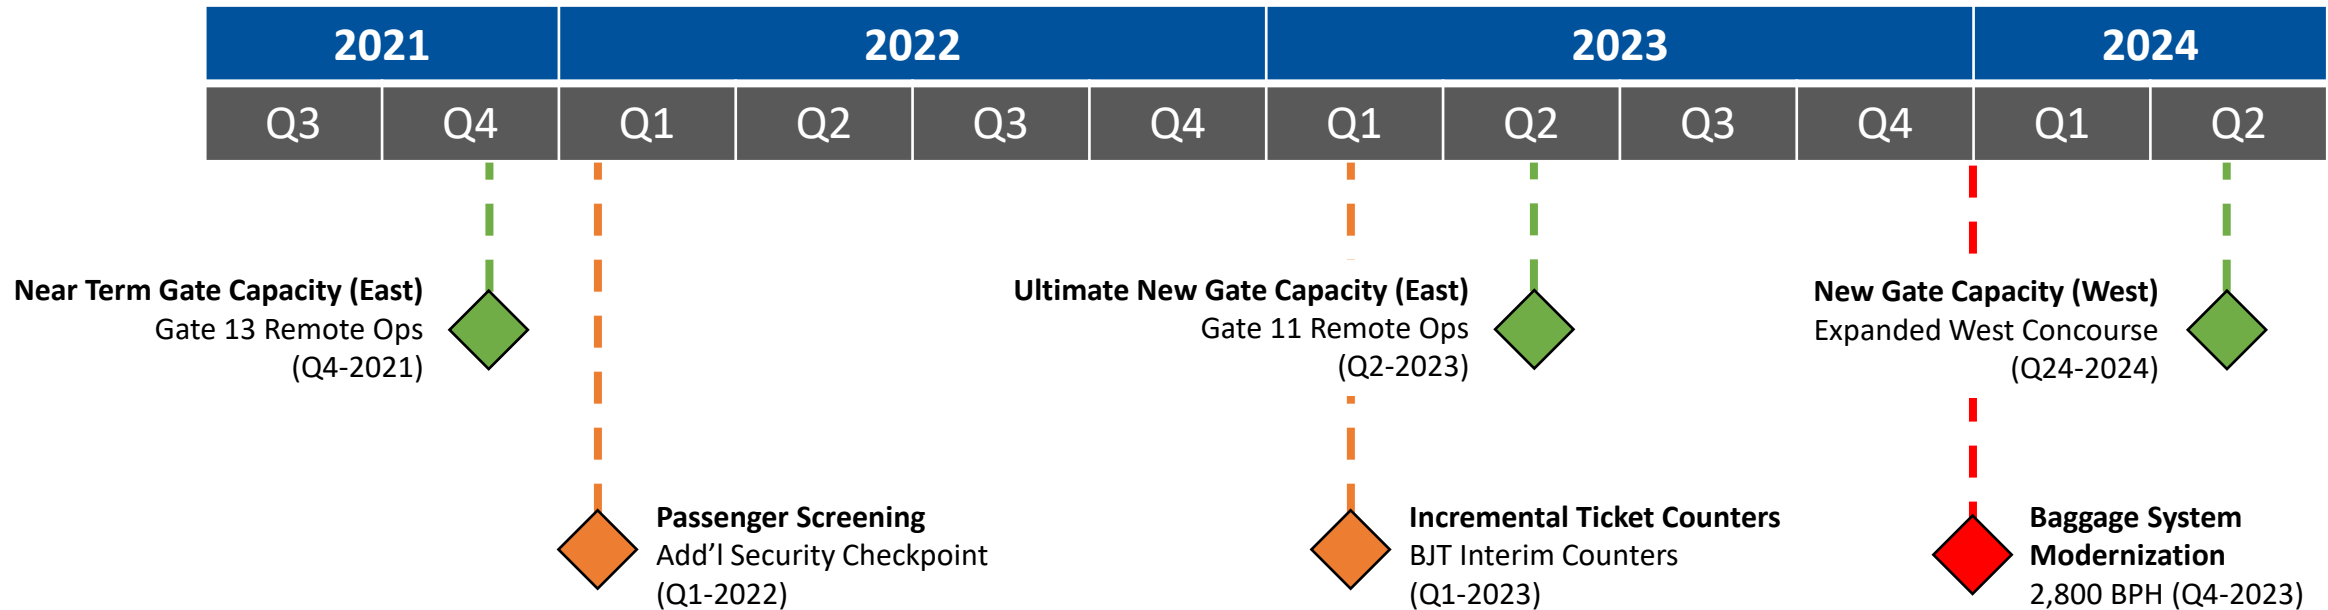 2021 2022 2023 2024
Q3 Q4 Q1 Q2 Q3 Q4 Q1 Q2 Q3 Q4 Q1 Q2
Near Term Gate Capacity (East)
Gate 13 Remote Ops
(Q4-2021)
Ultimate New Gate Capacity (East)
Gate 11 Remote Ops
(Q2-2023)
New Gate Capacity (West)
Expanded West Concourse
(Q24-2024)
Passenger Screening
Add’l Security Checkpoint
(Q1-2022)
Incremental Ticket Counters
BJT Interim Counters
(Q1-2023)
Baggage System
Modernization
2,800 BPH (Q4-2023)